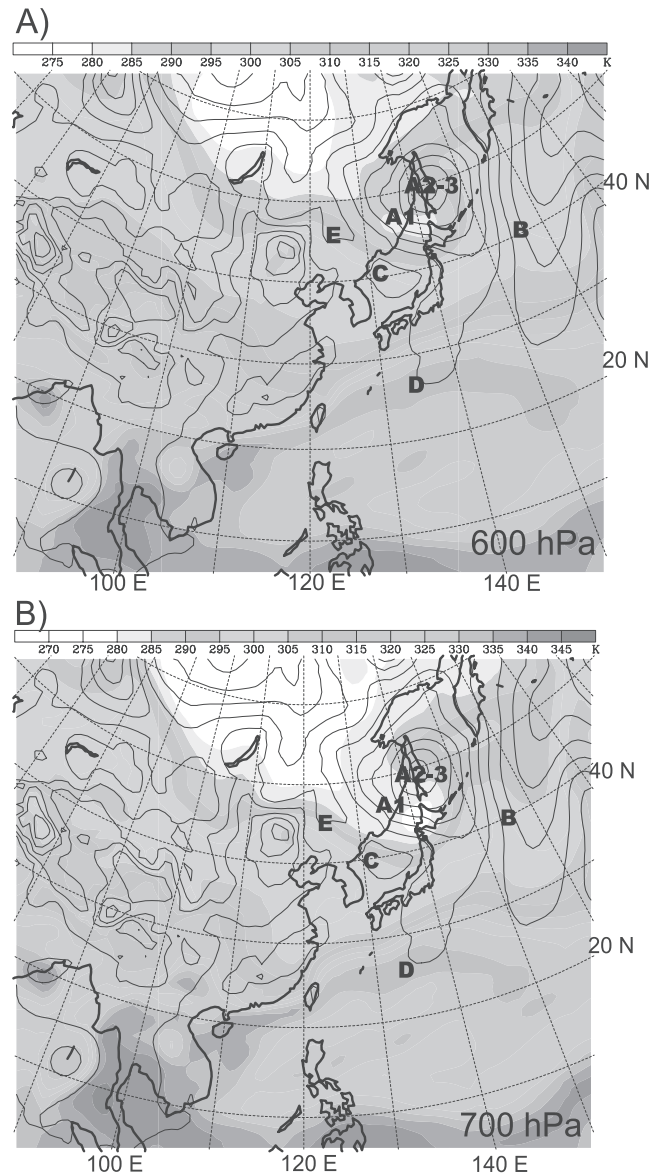 A)
275 280 285 290 295 300 305 310 315 320 325 330 335 340 K
A2-3
40 N
A1
B
E
C
20 N
D
600 hPa
100 E 120 E 140 E
B)
270 275 280 285 290 295 300 305 310 315 320 325 330 335 340 345 K
A2-3
40 N
A1
B
E
C
20 N
D
700 hPa
100 E 120 E 140 E